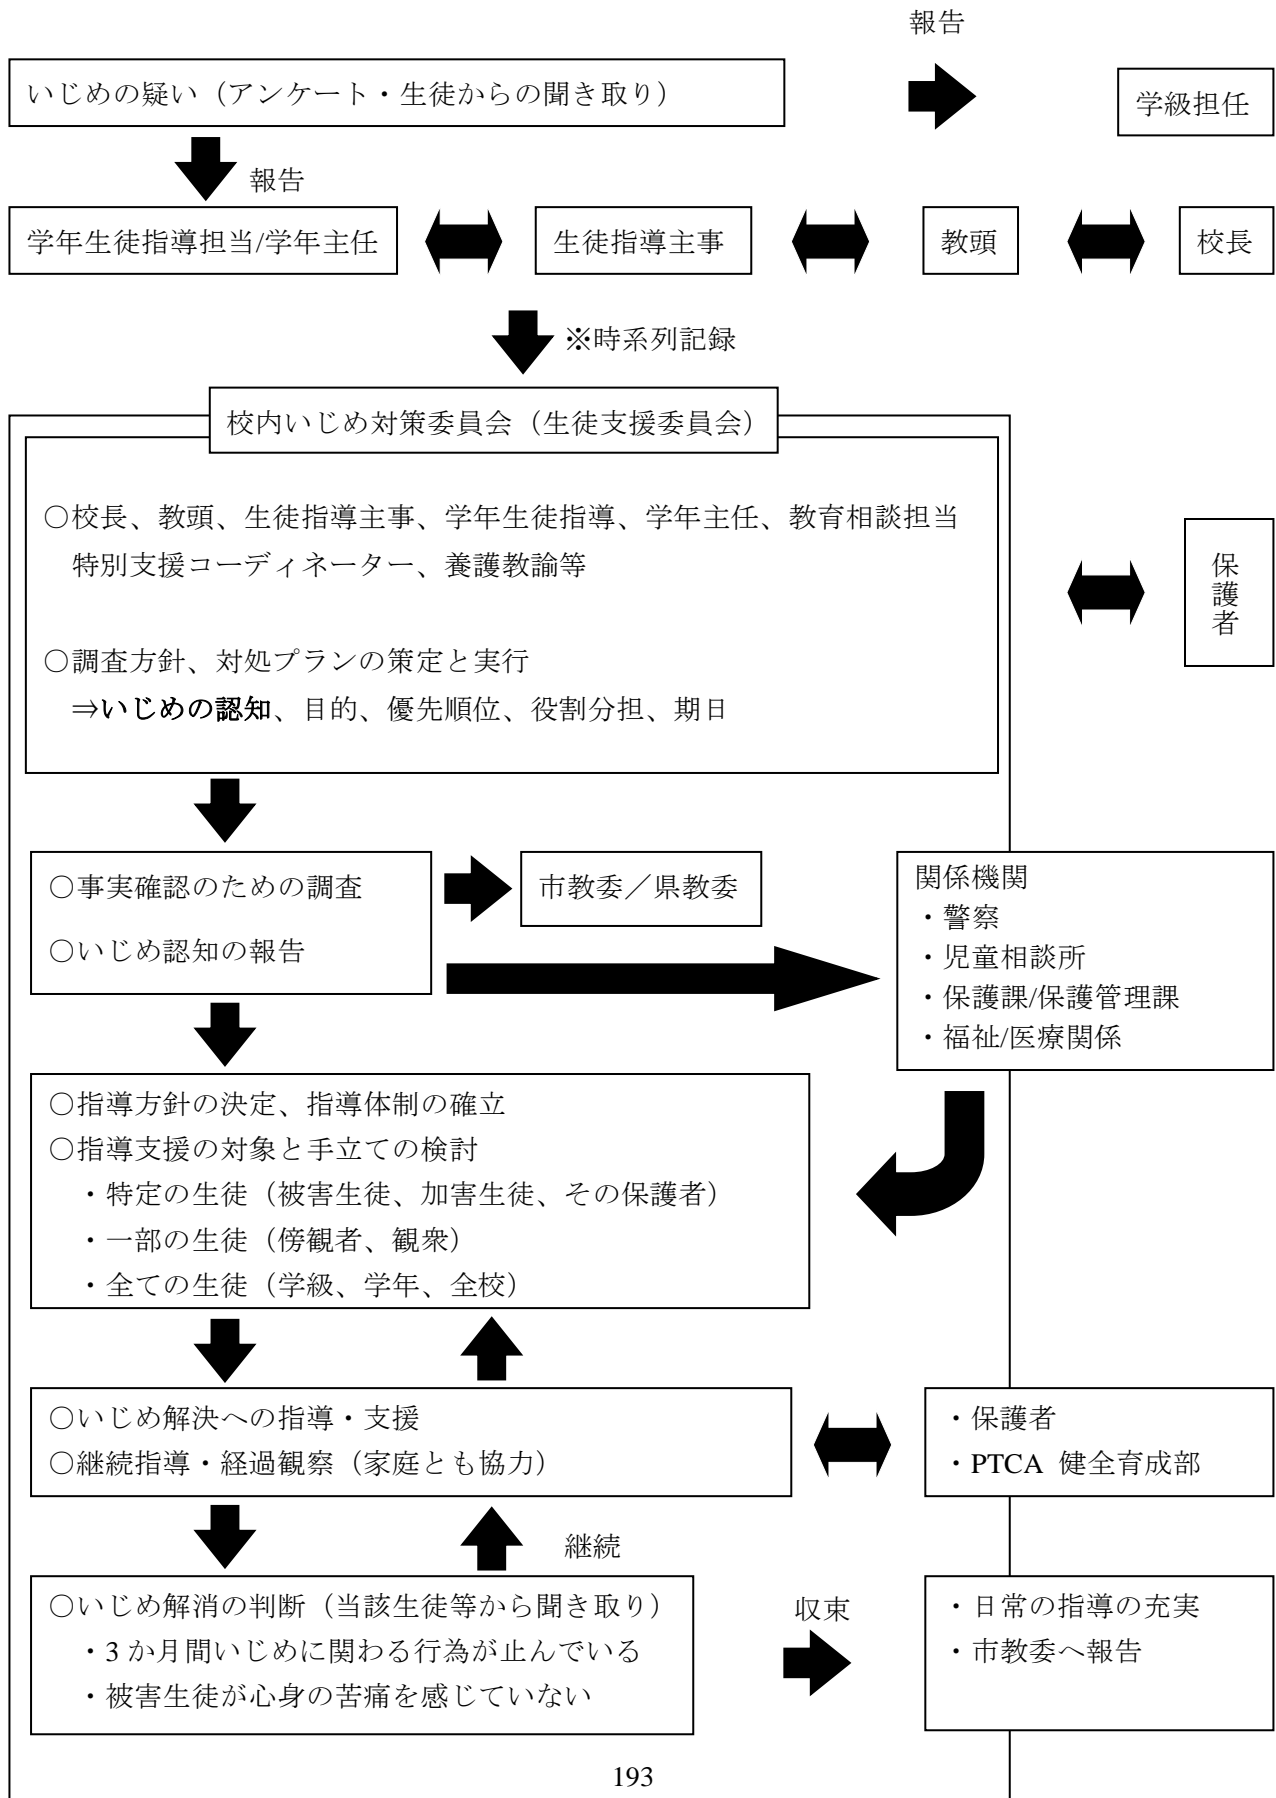 報告
いじめの疑い（アンケート・生徒からの聞き取り）
学級担任
報告
学年生徒指導担当/学年主任
生徒指導主事
教頭
校長
※時系列記録
校内いじめ対策委員会（生徒支援委員会）
○校長、教頭、生徒指導主事、学年生徒指導、学年主任、教育相談担当
特別支援コーディネーター、養護教諭等
保護者
○調査方針、対処プランの策定と実行
⇒いじめの認知、目的、優先順位、役割分担、期日
○事実確認のための調査
○いじめ認知の報告
市教委／県教委
関係機関
・警察
・児童相談所
・保護課/保護管理課
・福祉/医療関係
○指導方針の決定、指導体制の確立
○指導支援の対象と手立ての検討
・特定の生徒（被害生徒、加害生徒、その保護者）
・一部の生徒（傍観者、観衆）
・全ての生徒（学級、学年、全校）
○いじめ解決への指導・支援
○継続指導・経過観察（家庭とも協力）
・保護者
・PTCA 健全育成部
継続
○いじめ解消の判断（当該生徒等から聞き取り）
・3か月間いじめに関わる行為が止んでいる
・被害生徒が心身の苦痛を感じていない
収束
・日常の指導の充実
・市教委へ報告
193